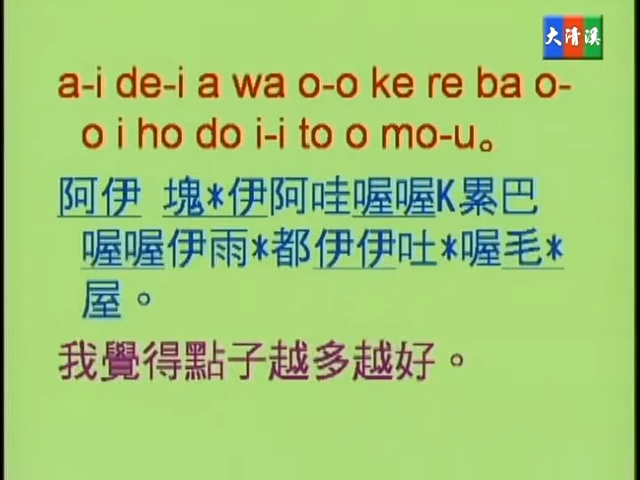 大清溪
a-i de-i a wa o-o ke re ba o-
o i ho do i-i to o mo-u。
阿伊 塊*伊阿哇喔喔K累巴
喔喔伊雨*都伊伊吐*喔毛*
屋。
我覺得點子越多越好。